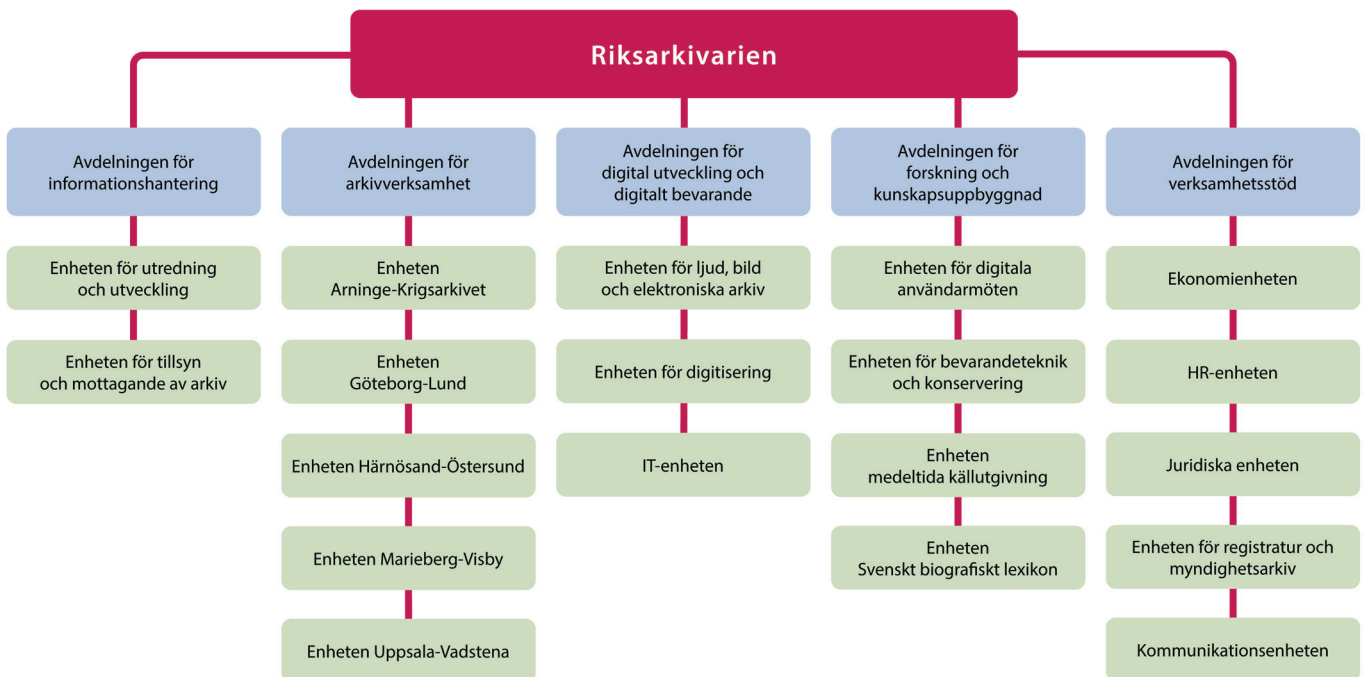 Riksarkivarien
Avdelningen för
informationshantering
Enheten för utredning
och utveckling
Enheten för tillsyn
och mottagande av arkiv
Avdelningen för
arkivverksamhet
Enheten
Arninge-Krigsarkivet
Enheten
Göteborg-Lund
Enheten Härnösand-Östersund
Enheten Marieberg-Visby
Enheten Uppsala-Vadstena
Avdelningen för
digital utveckling och
digitalt bevarande
Enheten för ljud, bild
och elektroniska arkiv
Enheten för digitisering
IT-enheten
Avdelningen för
forskning och
kunskapsuppbyggnad
Enheten för digitala
användarmöten
Enheten för bevarandeteknik
och konservering
Enheten
medeltida källutgivning
Enheten
Svenskt biografiskt lexikon
Avdelningen för
verksamhetsstöd
Ekonomienheten
HR-enheten
Juridiska enheten
Enheten för registratur och
myndighetsarkiv
Kommunikationsenheten